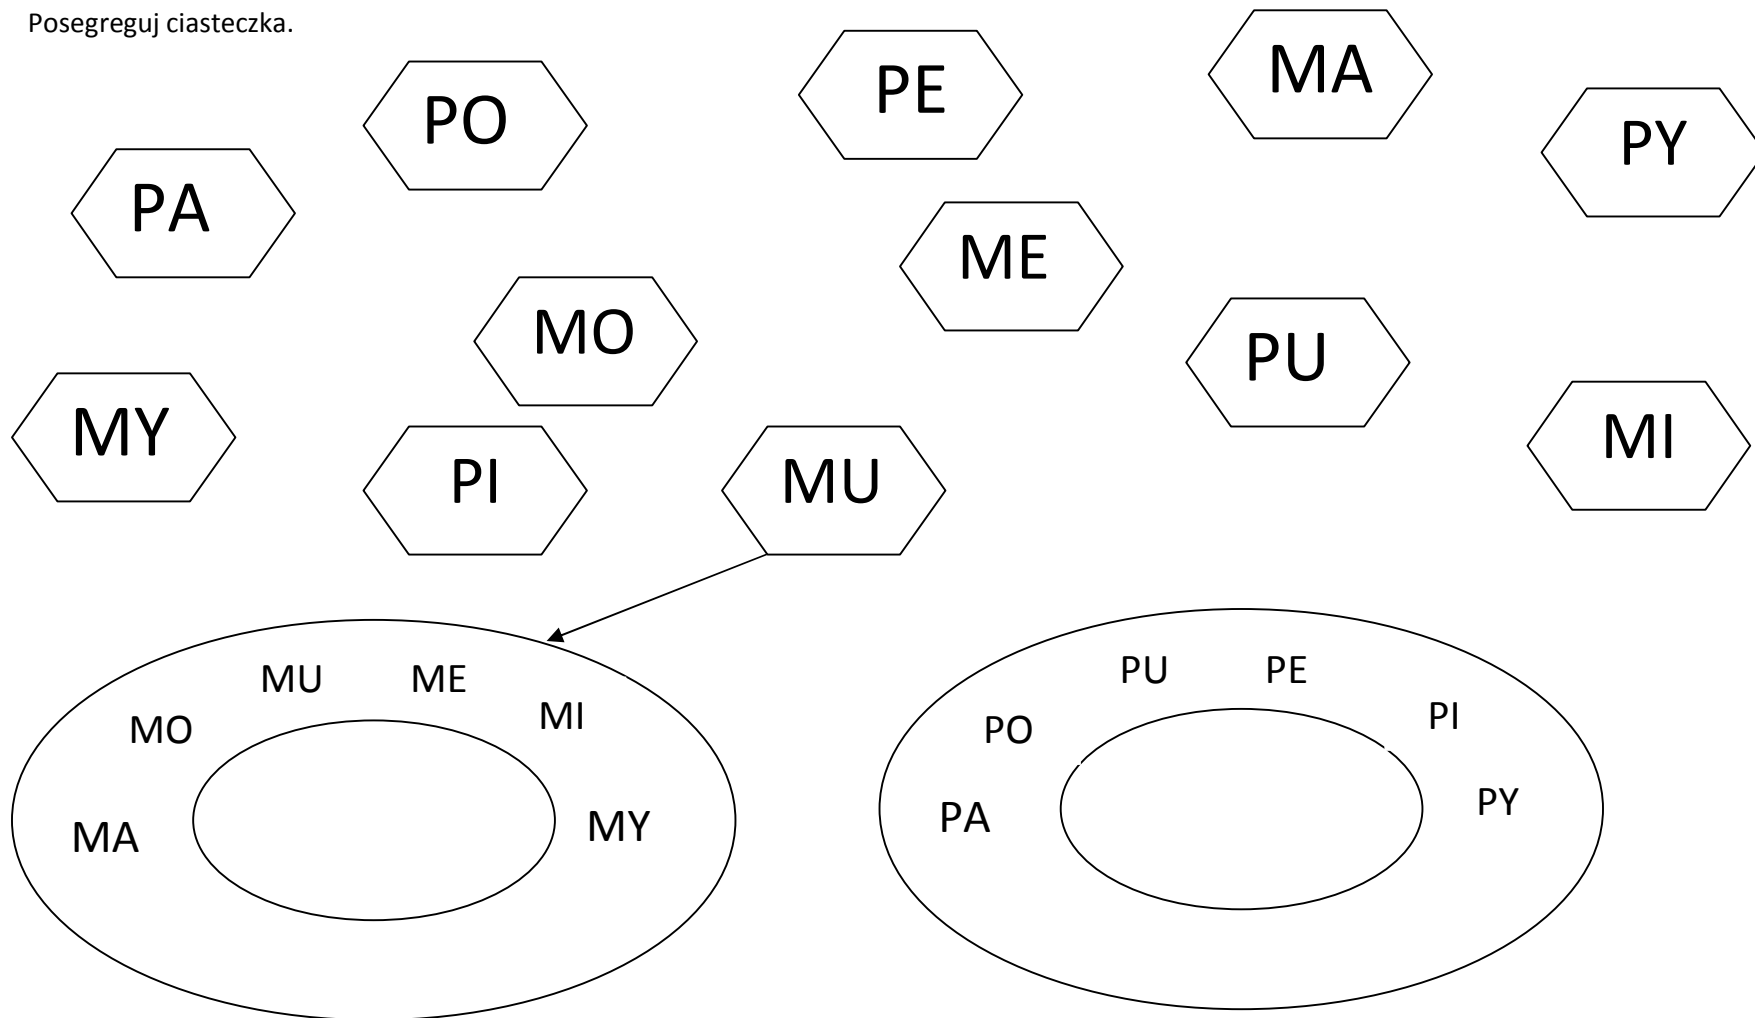 Posegreguj ciasteczka.
PO
PE
MA
PY
PA
ME
MO
PU
MY
PI
MU
MI
MU
ME
MO
MI
MA
MY
PU
PE
PO
PI
PA
PY